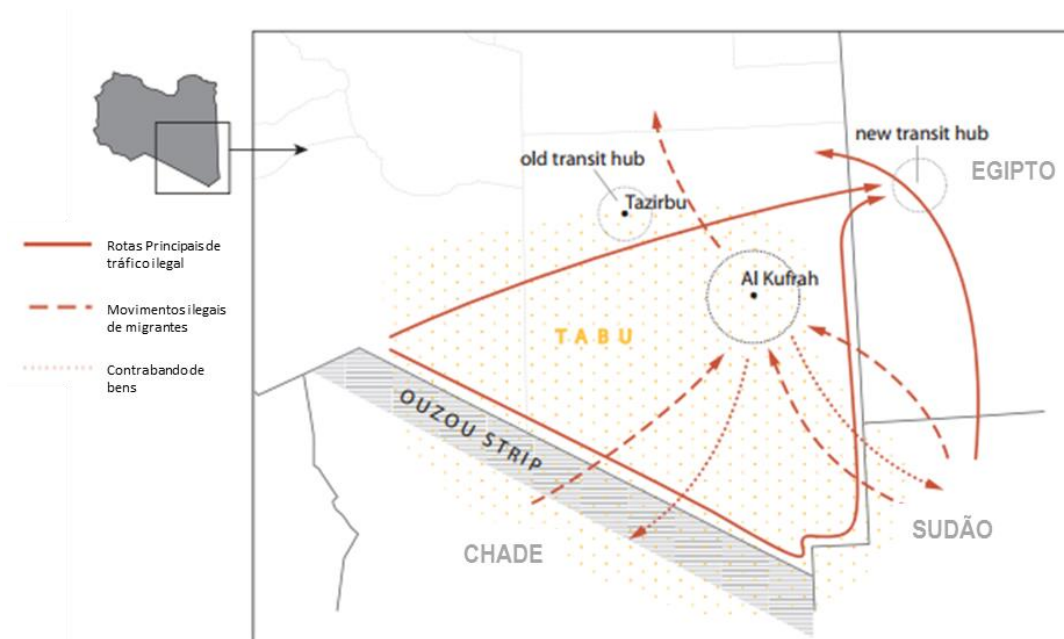 new transit hub
EGIPTO
old transit hub
Tazirbu
Rotas Principais de
tráfico ilegal
Al Kufrah
Movimentos ilegais
de migrantes
TABU
Contrabando de
bens
OUZOU STRIP
SUDÃO
CHADE